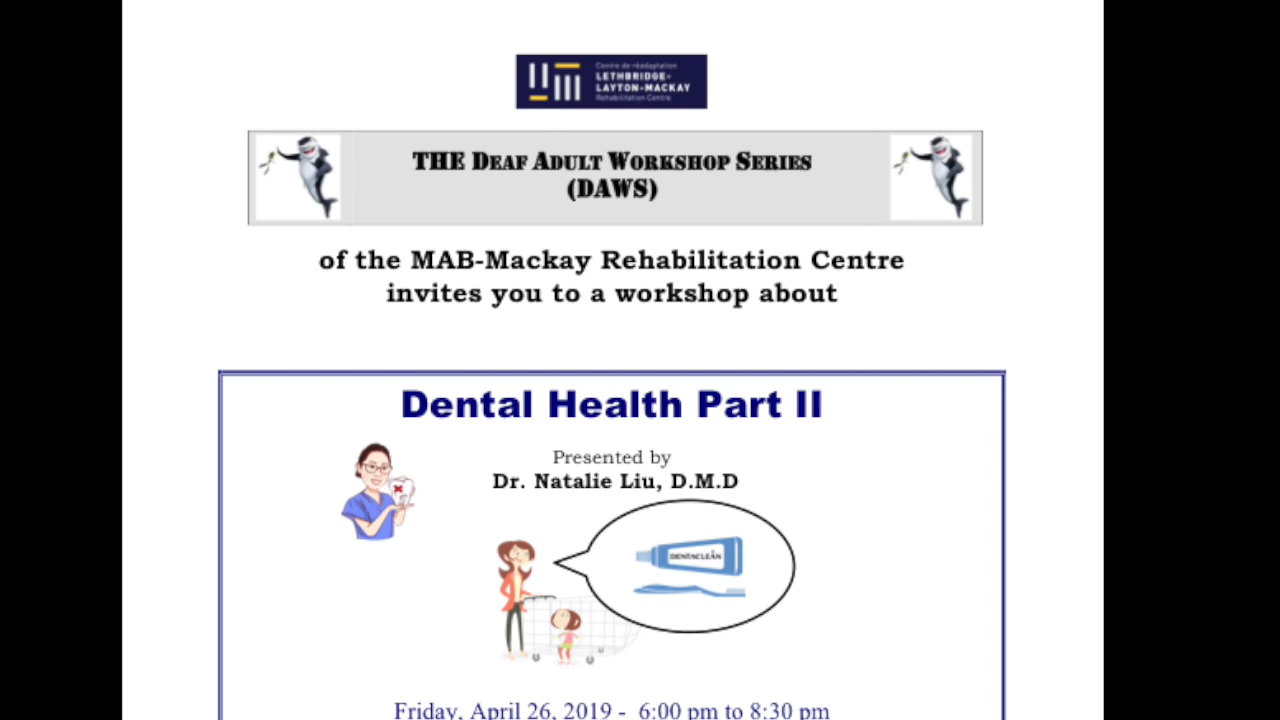 Centre de réadaptation
LETHBRIDGE-
LAYTON-MACKAY
Rehabilitation Centre
THE DEAF ADULT WORKSHOP SERIES
(DAWS)
of the MAB-Mackay Rehabilitation Centre
invites you to a workshop about
Dental Health Part II
Presented by
Dr. Natalie Liu, D.M.D
DENTACLEAN
Friday, April 26, 2019 - 6:00 pm to 8:30 pm